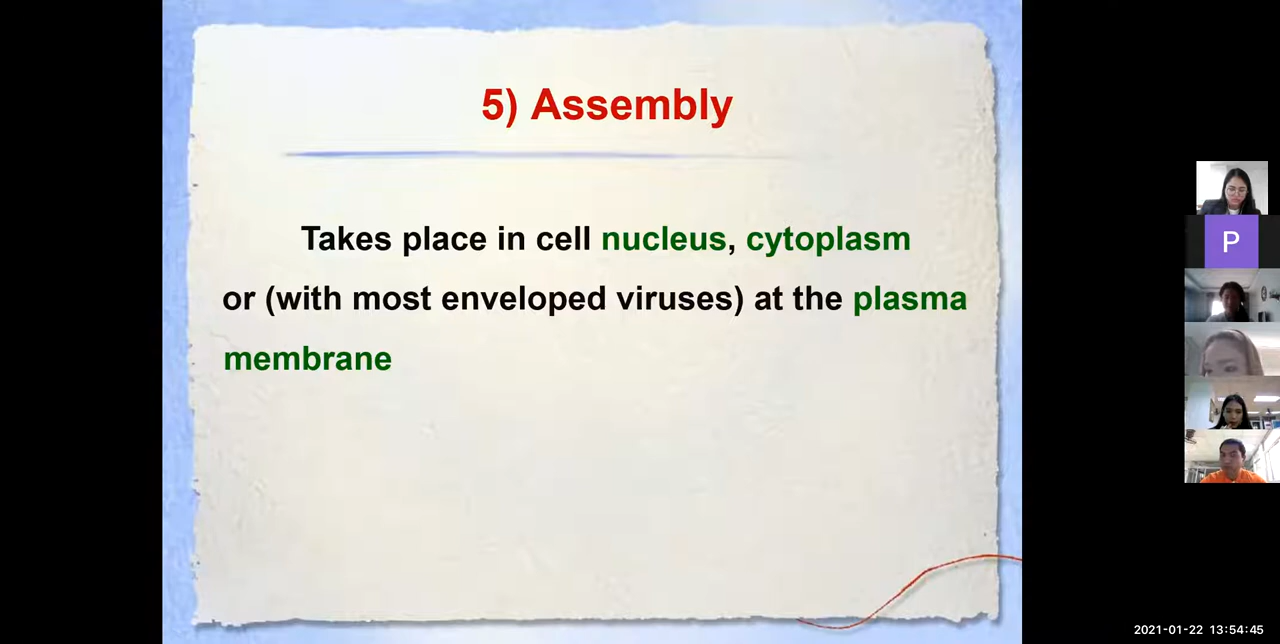 5) Assembly
Takes place in cell nucleus, cytoplasm
or (with most enveloped viruses) at the plasma
membrane
P
2021-01-22 13:54:45